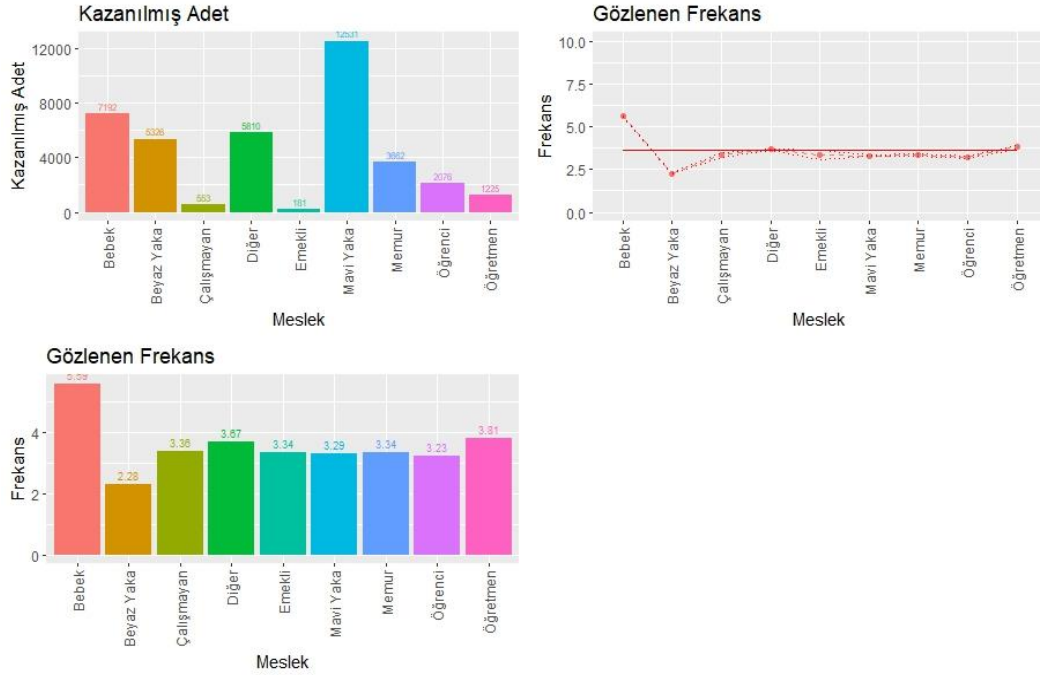 Kazanılmış Adet
12000
8000
4000
0
Kazanılmış Adet
7192
5326
553
5810
181
12531
3662
2076
1225
Bebek
Beyaz Yaka
Çalışmayan
Diğer
Emekli
Mavi Yaka
Memur
Öğrenci
Öğretmen
Meslek
Gözlenen Frekans
10.0
7.5
5.0
2.5
0.0
Frekans
Bebek
Beyaz Yaka
Çalışmayan
Diğer
Emekli
Mavi Yaka
Memur
Öğrenci
Öğretmen
Meslek
Gözlenen Frekans
4
2
0
Frekans
5.59
2.28
3.36
3.67
3.34
3.29
3.34
3.23
3.81
Bebek
Beyaz Yaka
Çalışmayan
Diğer
Emekli
Mavi Yaka
Memur
Öğrenci
Öğretmen
Meslek